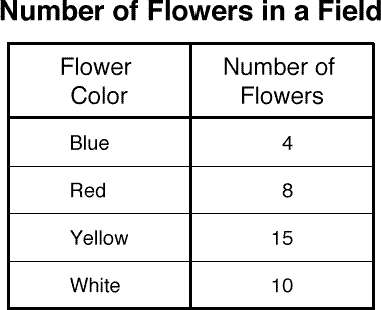 Number of Flowers in a Field
Flower Color Number of Flowers
Blue 4
Red 8
Yellow 15
White 10